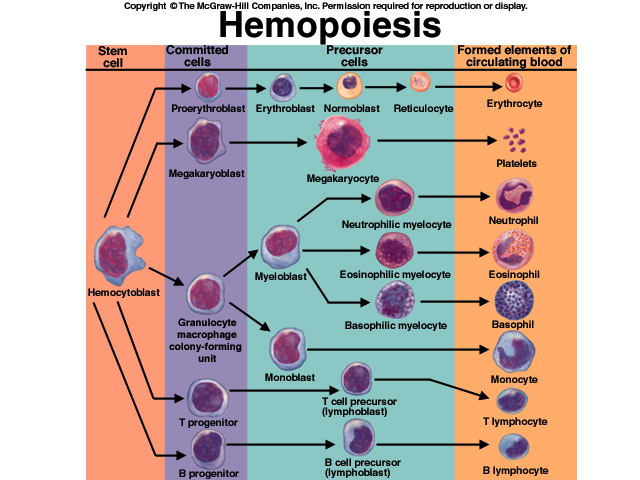 Copyright © The McGraw-Hill Companies, Inc. Permission required for reproduction or display.
Hemopoiesis
Stem
cell
Committed
cells
Precursor
cells
Formed elements of
circulating blood
Proerythroblast
Erythroblast
Normoblast
Reticulocyte
Erythrocyte
Megakaryoblast
Megakaryocyte
Platelets
Neutrophilic myelocyte
Neutrophil
Hemocytoblast
Myeloblast
Eosinophilic myelocyte
Eosinophil
Granulocyte
macrophage
colony-forming
unit
Basophilic myelocyte
Basophil
Monoblast
Monocyte
T progenitor
T cell precursor
(lymphoblast)
T lymphocyte
B progenitor
B cell precursor
(lymphoblast)
B lymphocyte